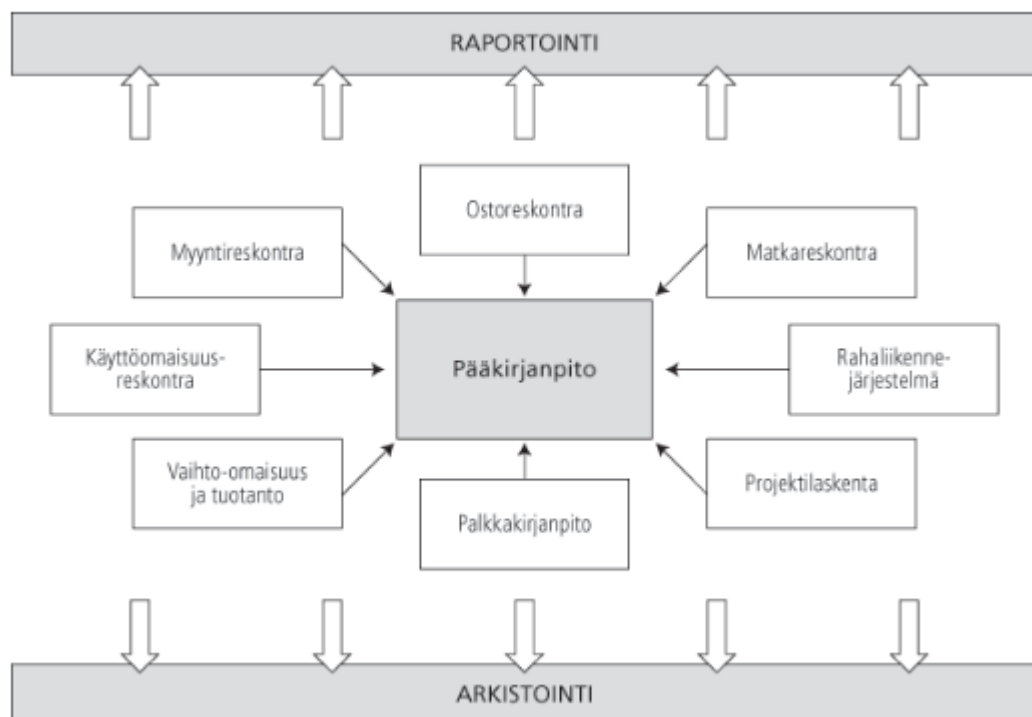 RAPORTOINTI
Ostoreskontra
Myyntireskontra
Matkareskontra
Käyttöomaisuus-
reskontra
Pääkirjanpito
Rahaliikenne-
järjestelmä
Vaihto-omaisuus
ja tuotanto
Palkkakirjanpito
Projektilaskenta
ARKISTOINTI